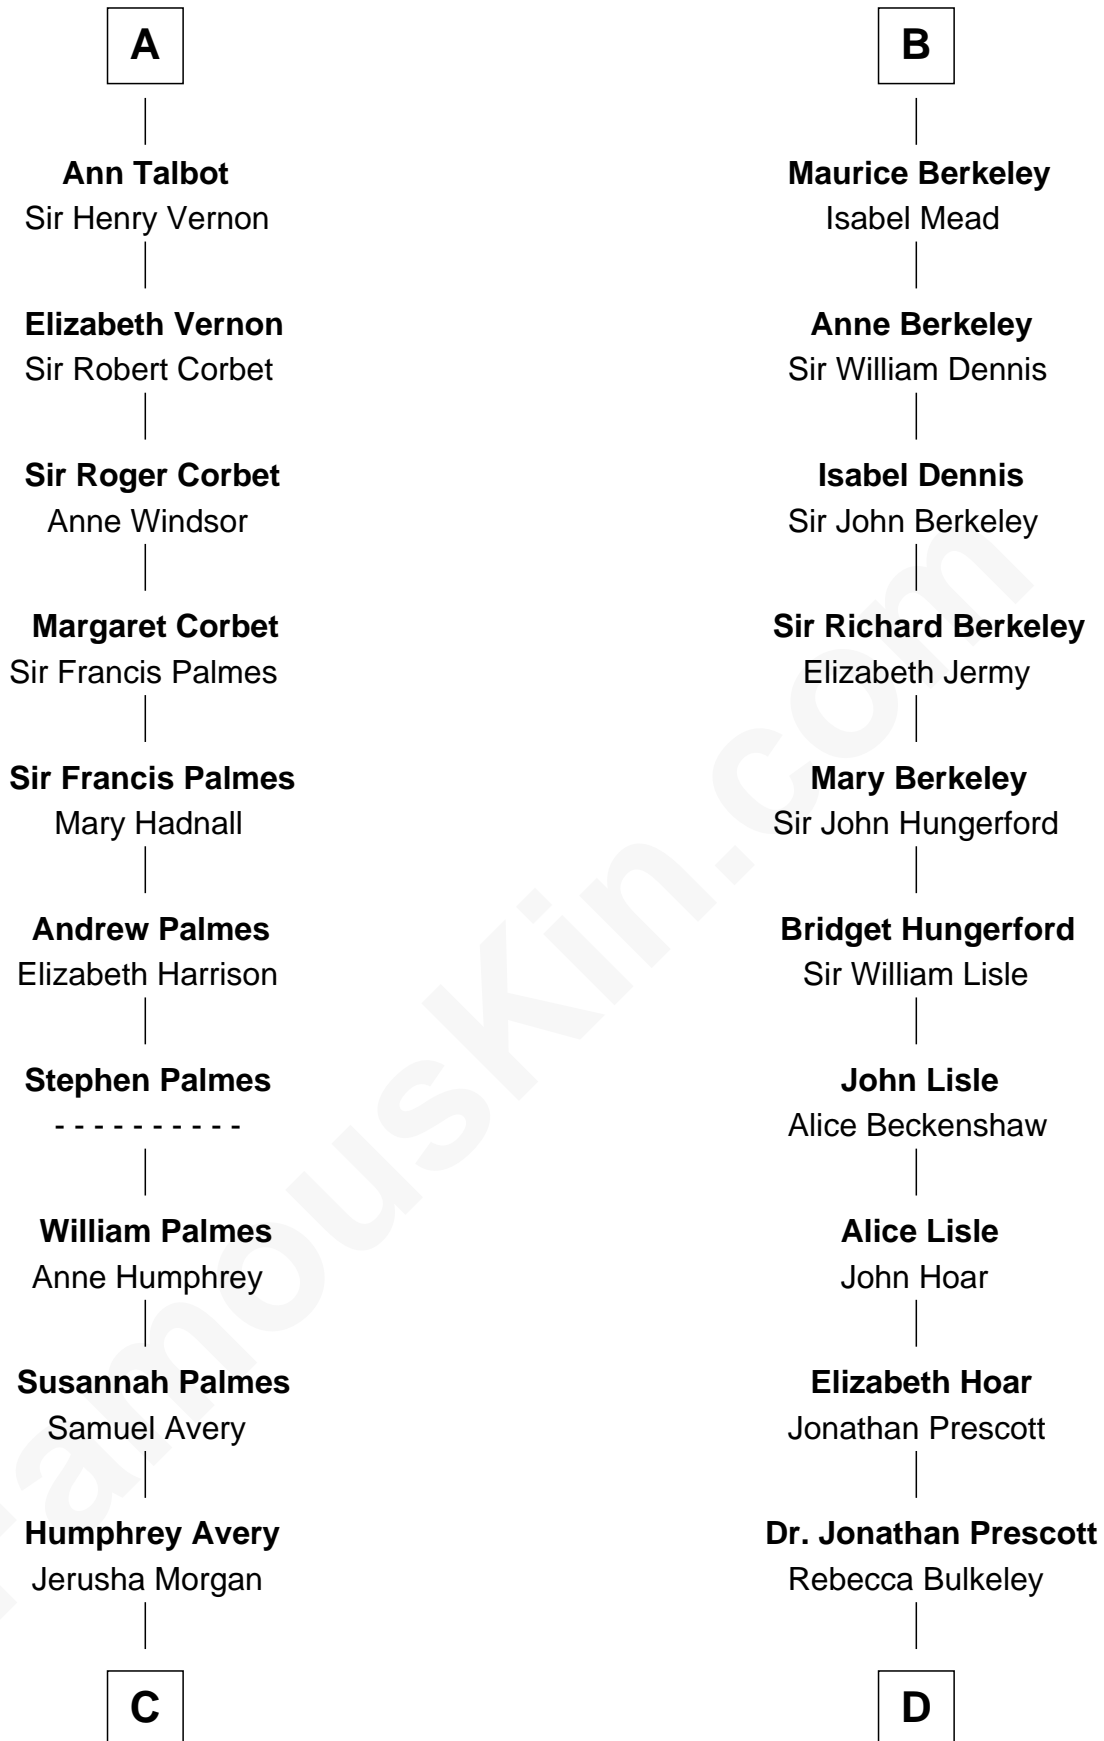 A
Ann Talbot
Sir Henry Vernon
Elizabeth Vernon
Sir Robert Corbet
Sir Roger Corbet
Anne Windsor
Margaret Corbet
Sir Francis Palmes
Sir Francis Palmes
Mary Hadnall
Andrew Palmes
Elizabeth Harrison
Stephen Palmes
- - - - - - - - - -
William Palmes
Anne Humphrey
Susannah Palmes
Samuel Avery
Humphrey Avery
Jerusha Morgan
C
B
Maurice Berkeley
Isabel Mead
Anne Berkeley
Sir William Dennis
Isabel Dennis
Sir John Berkeley
Sir Richard Berkeley
Elizabeth Jermy
Mary Berkeley
Sir John Hungerford
Bridget Hungerford
Sir William Lisle
John Lisle
Alice Beckenshaw
Alice Lisle
John Hoar
Elizabeth Hoar
Jonathan Prescott
Dr. Jonathan Prescott
Rebecca Bulkeley
D
FamousKin.com